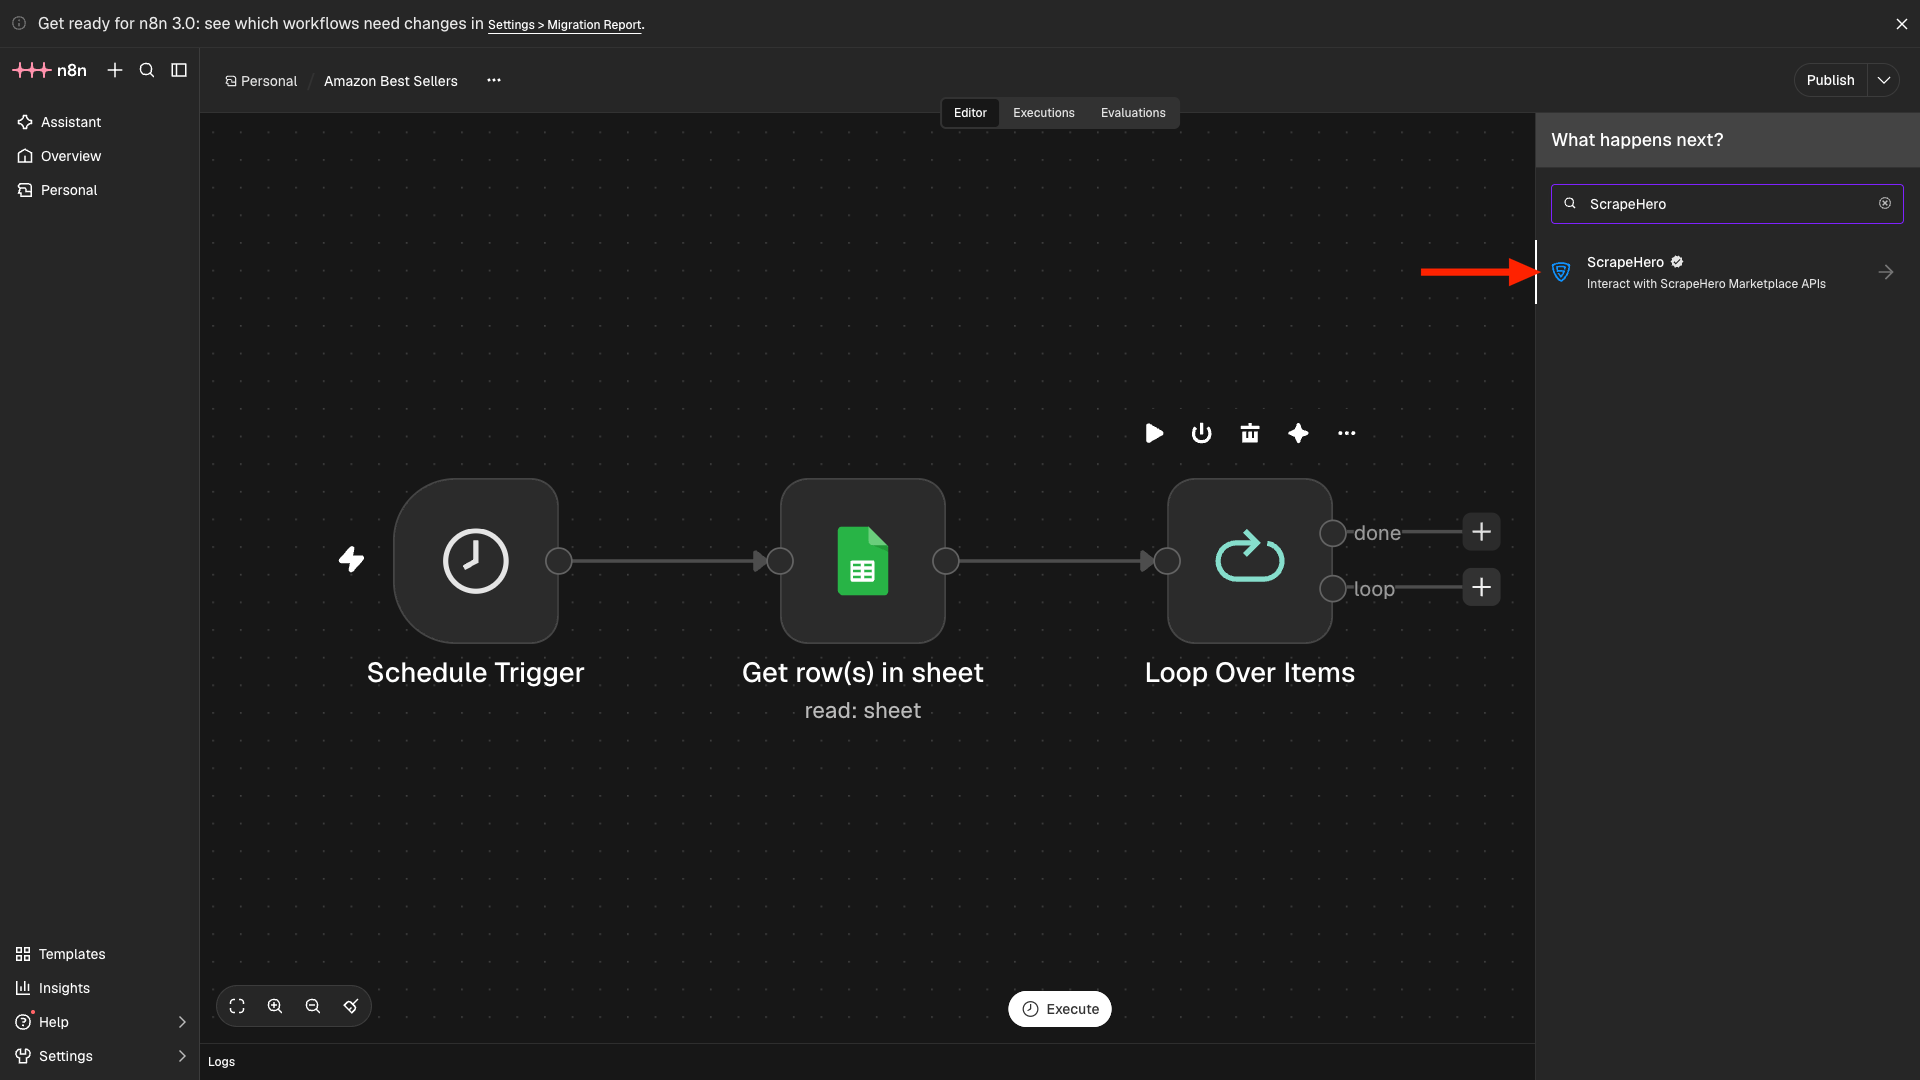 Get ready for n8n 3.0: see which workflows need changes in Settings > Migration Report.
n8n
Personal / Amazon Best Sellers
Publish
Editor Executions Evaluations
Assistant
Overview
Personal
What happens next?
ScrapeHero
ScrapeHero
Interact with ScrapeHero Marketplace APIs
done
loop
Schedule Trigger
Get row(s) in sheet
read: sheet
Loop Over Items
Templates
Insights
Help
Settings
Execute
Logs